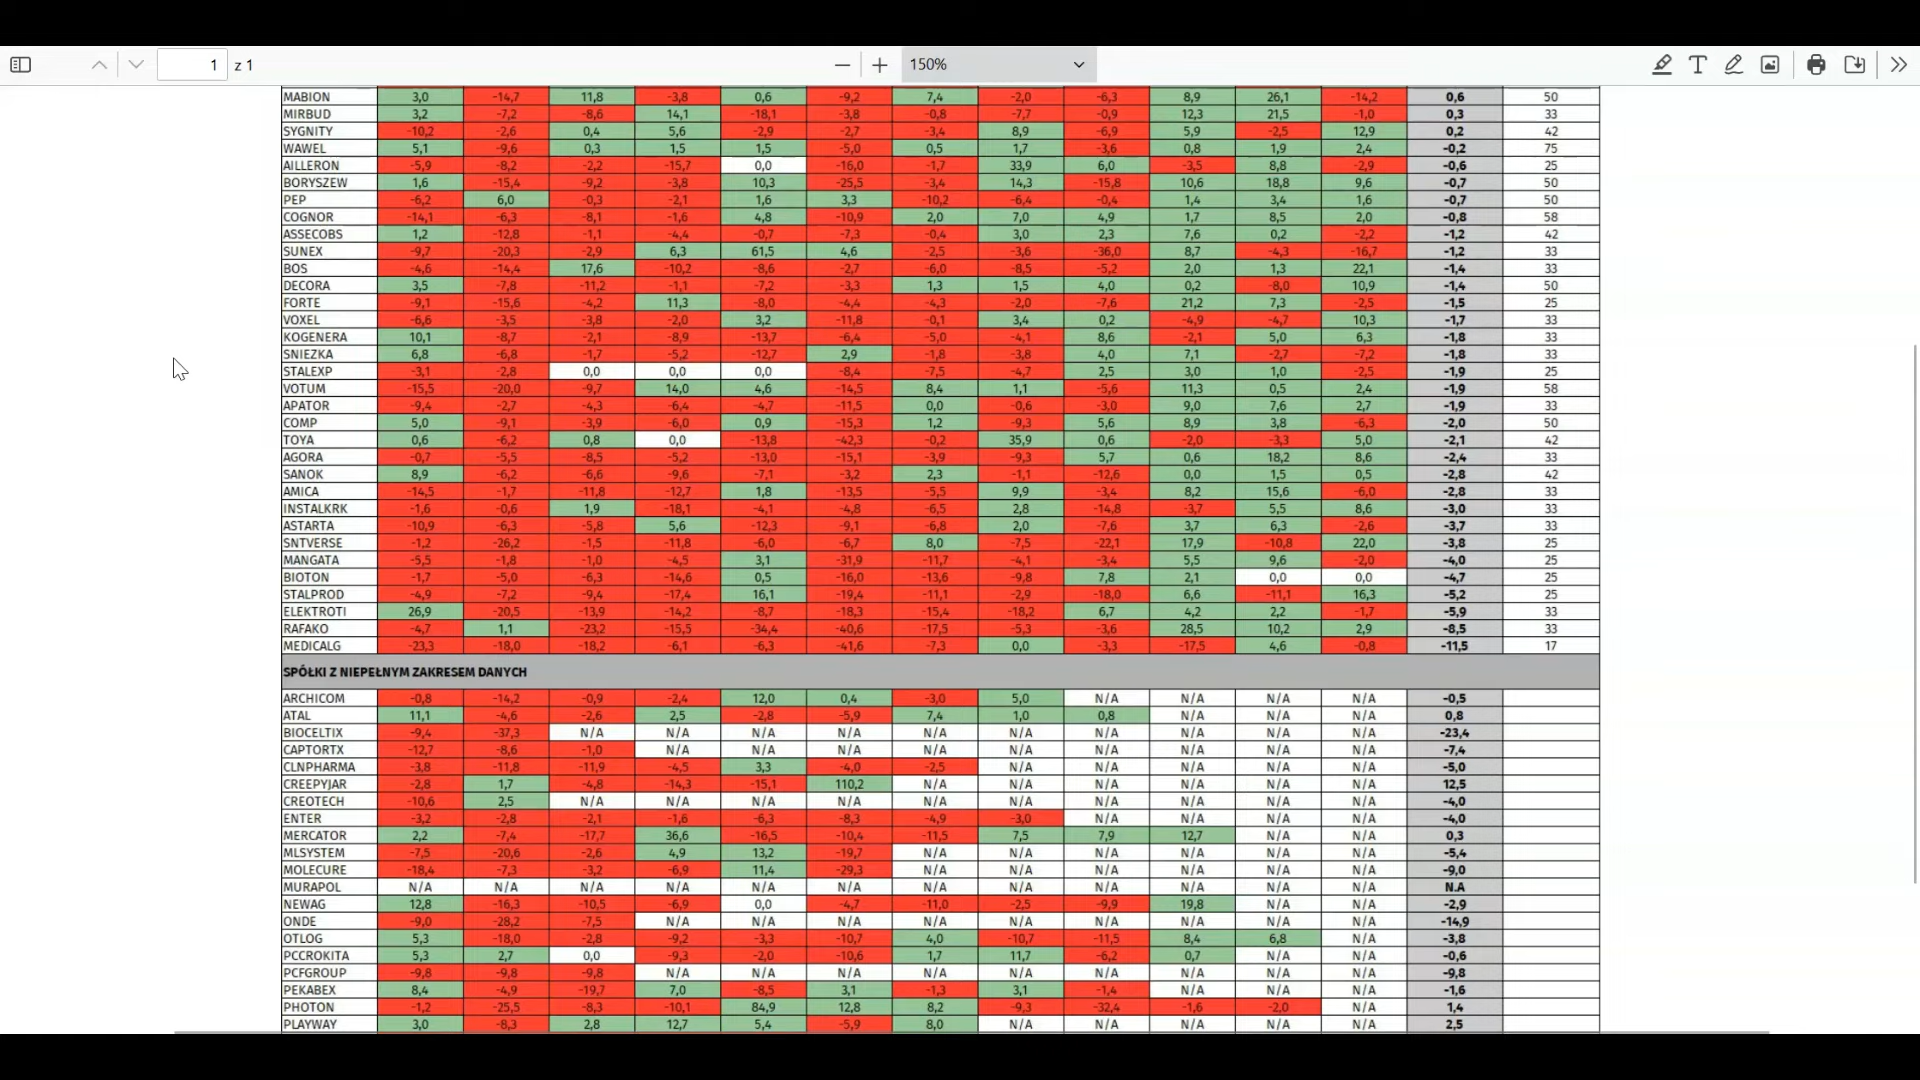 1 z 1 150%
MABION 3,0 -14,7 11,8 -3,8 0,6 -9,2 7,4 -2,0 -6,3 8,9 26,1 -14,2 0,6 50
MIRBUD 3,2 -7,2 -8,6 14,1 -18,1 -3,8 -0,8 -7,7 -0,9 12,3 21,5 -1,0 0,3 33
SYGNITY -10,2 -2,6 0,4 5,6 -2,9 -2,7 -3,4 8,9 -6,9 5,9 -2,5 12,9 0,2 42
WAWEL 5,1 -9,6 0,3 1,5 1,5 -5,0 0,5 1,7 -3,6 0,8 1,9 2,4 -0,2 75
AILLERON -5,9 -8,2 -2,2 -15,7 0,0 -16,0 -1,7 33,9 6,0 -3,5 8,8 -2,9 -0,6 25
BORYSZEW 1,6 -15,4 -9,2 -3,8 10,3 -25,5 -3,4 14,3 -15,8 10,6 18,8 9,6 -0,7 50
PEP -6,2 6,0 -0,3 -2,1 1,6 3,3 -10,2 -6,4 -0,4 1,4 3,4 1,6 -0,7 50
COGNOR -14,1 -6,3 -8,1 -1,6 4,8 -10,9 2,0 7,0 4,9 1,7 8,5 2,0 -0,8 58
ASSECOBS 1,2 -12,8 -1,1 -4,4 -0,7 -7,3 -0,4 3,0 2,3 7,6 0,2 -2,2 -1,2 42
SUNEX -9,7 -20,3 -2,9 6,3 61,5 4,6 -2,5 -3,6 -36,0 8,7 -4,3 -16,7 -1,2 33
BOS -4,6 -14,4 17,6 -10,2 -8,6 -2,7 -6,0 -8,5 -5,2 2,0 1,3 22,1 -1,4 33
DECORA 3,5 -7,8 -11,2 -1,1 -7,2 -3,3 1,3 1,5 4,0 0,2 -8,0 10,9 -1,4 50
FORTE -9,1 -15,6 -4,2 11,3 -8,0 -4,4 -4,3 -2,0 -7,6 21,2 7,3 -2,5 -1,5 25
VOXEL -6,6 -3,5 -3,8 -2,0 3,2 -11,8 -0,1 3,4 0,2 -4,9 -4,7 10,3 -1,7 33
KOGENERA 10,1 -8,7 -2,1 -8,9 -13,7 -6,4 -5,0 -4,1 8,6 -2,1 5,0 6,3 -1,8 33
SNIEZKA 6,8 -6,8 -1,7 -5,2 -12,7 2,9 -1,8 -3,8 4,0 7,1 -2,7 -7,2 -1,8 33
STALEXP -3,1 -2,8 0,0 0,0 0,0 -8,4 -7,5 -4,7 2,5 3,0 1,0 -2,5 -1,9 25
VOTUM -15,5 -20,0 -9,7 14,0 4,6 -14,5 8,4 1,1 -5,6 11,3 0,5 2,4 -1,9 58
APATOR -9,4 -2,7 -4,3 -6,4 -4,7 -11,5 0,0 -0,6 -3,0 9,0 7,6 2,7 -1,9 33
COMP 5,0 -9,1 -3,9 -6,0 0,9 -15,3 1,2 -9,3 5,6 8,9 3,8 -6,3 -2,0 50
TOYA 0,6 -6,2 0,8 0,0 -13,8 -42,3 -0,2 35,9 0,6 -2,0 -3,3 5,0 -2,1 42
AGORA -0,7 -5,5 -8,5 -5,2 -13,0 -15,1 -3,9 -9,3 5,7 0,6 18,2 8,6 -2,4 33
SANOK 8,9 -6,2 -6,6 -9,6 -7,1 -3,2 2,3 -1,1 -12,6 0,0 1,5 0,5 -2,8 42
AMICA -14,5 -1,7 -11,8 -12,7 1,8 -13,5 -5,5 9,9 -3,4 8,2 15,6 -6,0 -2,8 33
INSTALKRK -1,6 -0,6 1,9 -18,1 -4,1 -4,8 -6,5 2,8 -14,8 -3,7 5,5 8,6 -3,0 33
ASTARTA -10,9 -6,3 -5,8 5,6 -12,3 -9,1 -6,8 2,0 -7,6 3,7 6,3 -2,6 -3,7 33
SNTVERSE -1,2 -26,2 -1,5 -11,8 -6,0 -6,7 8,0 -7,5 -22,1 17,9 -10,8 22,0 -3,8 25
MANGATA -5,5 -1,8 -1,0 -4,5 3,1 -31,9 -11,7 -4,1 -3,4 5,5 9,6 -2,0 -4,0 25
BIOTON -1,7 -5,0 -6,3 -14,6 0,5 -16,0 -13,6 -9,8 7,8 2,1 0,0 0,0 -4,7 25
STALPROD -4,9 -7,2 -9,4 -17,4 16,1 -19,4 -11,1 -2,9 -18,0 6,6 -11,1 16,3 -5,2 25
ELEKTROTI 26,9 -20,5 -13,9 -14,2 -8,7 -18,3 -15,4 -18,2 6,7 4,2 2,2 -1,7 -5,9 33
RAFAKO -4,7 1,1 -23,2 -15,5 -34,4 -40,6 -17,5 -5,3 -3,6 28,5 10,2 2,9 -8,5 33
MEDICALG -23,3 -18,0 -18,2 -6,1 -6,3 -41,6 -7,3 0,0 -3,3 -17,5 4,6 -0,8 -11,5 17
SPÓŁKI Z NIEPEŁNYM ZAKRESEM DANYCH
ARCHICOM -0,8 -14,2 -0,9 -2,4 12,0 0,4 -3,0 5,0 N/A N/A N/A N/A -0,5
ATAL 11,1 -4,6 -2,6 2,5 -2,8 -5,9 7,4 1,0 0,8 N/A N/A N/A 0,8
BIOCELTIX -9,4 -37,3 N/A N/A N/A N/A N/A N/A N/A N/A N/A N/A -23,4
CAPTORTX -12,7 -8,6 -1,0 N/A N/A N/A N/A N/A N/A N/A N/A N/A -7,4
CLNPHARMA -3,8 -11,8 -11,9 -4,5 3,3 -4,0 -2,5 N/A N/A N/A N/A N/A -5,0
CREEPYJAR -2,8 1,7 -4,8 -14,3 -15,1 110,2 N/A N/A N/A N/A N/A N/A 12,5
CREOTECH -10,6 2,5 N/A N/A N/A N/A N/A N/A N/A N/A N/A N/A -4,0
ENTER -3,2 -2,8 -2,1 -1,6 -6,3 -8,3 -4,9 -3,0 N/A N/A N/A N/A -4,0
MERCATOR 2,2 -7,4 -17,7 36,6 -16,5 -10,4 -11,5 7,5 7,9 12,7 N/A N/A 0,3
MLSYSTEM -7,5 -20,6 -2,6 4,9 13,2 -19,7 N/A N/A N/A N/A N/A N/A -5,4
MOLECURE -18,4 -7,3 -3,2 -6,9 11,4 -29,3 N/A N/A N/A N/A N/A N/A -9,0
MURAPOL N/A N/A N/A N/A N/A N/A N/A N/A N/A N/A N/A N/A N.A
NEWAG 12,8 -16,3 -10,5 -6,9 0,0 -4,7 -11,0 -2,5 -9,9 19,8 N/A N/A -2,9
ONDE -9,0 -28,2 -7,5 N/A N/A N/A N/A N/A N/A N/A N/A N/A -14,9
OTLOG 5,3 -18,0 -2,8 -9,2 -3,3 -10,7 4,0 -10,7 -11,5 8,4 6,8 N/A -3,8
PCCROKITA 5,3 2,7 0,0 -9,3 -2,0 -10,6 1,7 11,7 -6,2 0,7 N/A N/A -0,6
PCFGROUP -9,8 -9,8 -9,8 N/A N/A N/A N/A N/A N/A N/A N/A N/A -9,8
PEKABEX 8,4 -4,9 -19,7 7,0 -8,5 3,1 -1,3 3,1 -1,4 N/A N/A N/A -1,6
PHOTON -1,2 -25,5 -8,3 -10,1 84,9 12,8 8,2 -9,3 -32,4 -1,6 -2,0 N/A 1,4
PLAYWAY 3,0 -8,3 2,8 12,7 5,4 -5,9 8,0 N/A N/A N/A N/A N/A 2,5